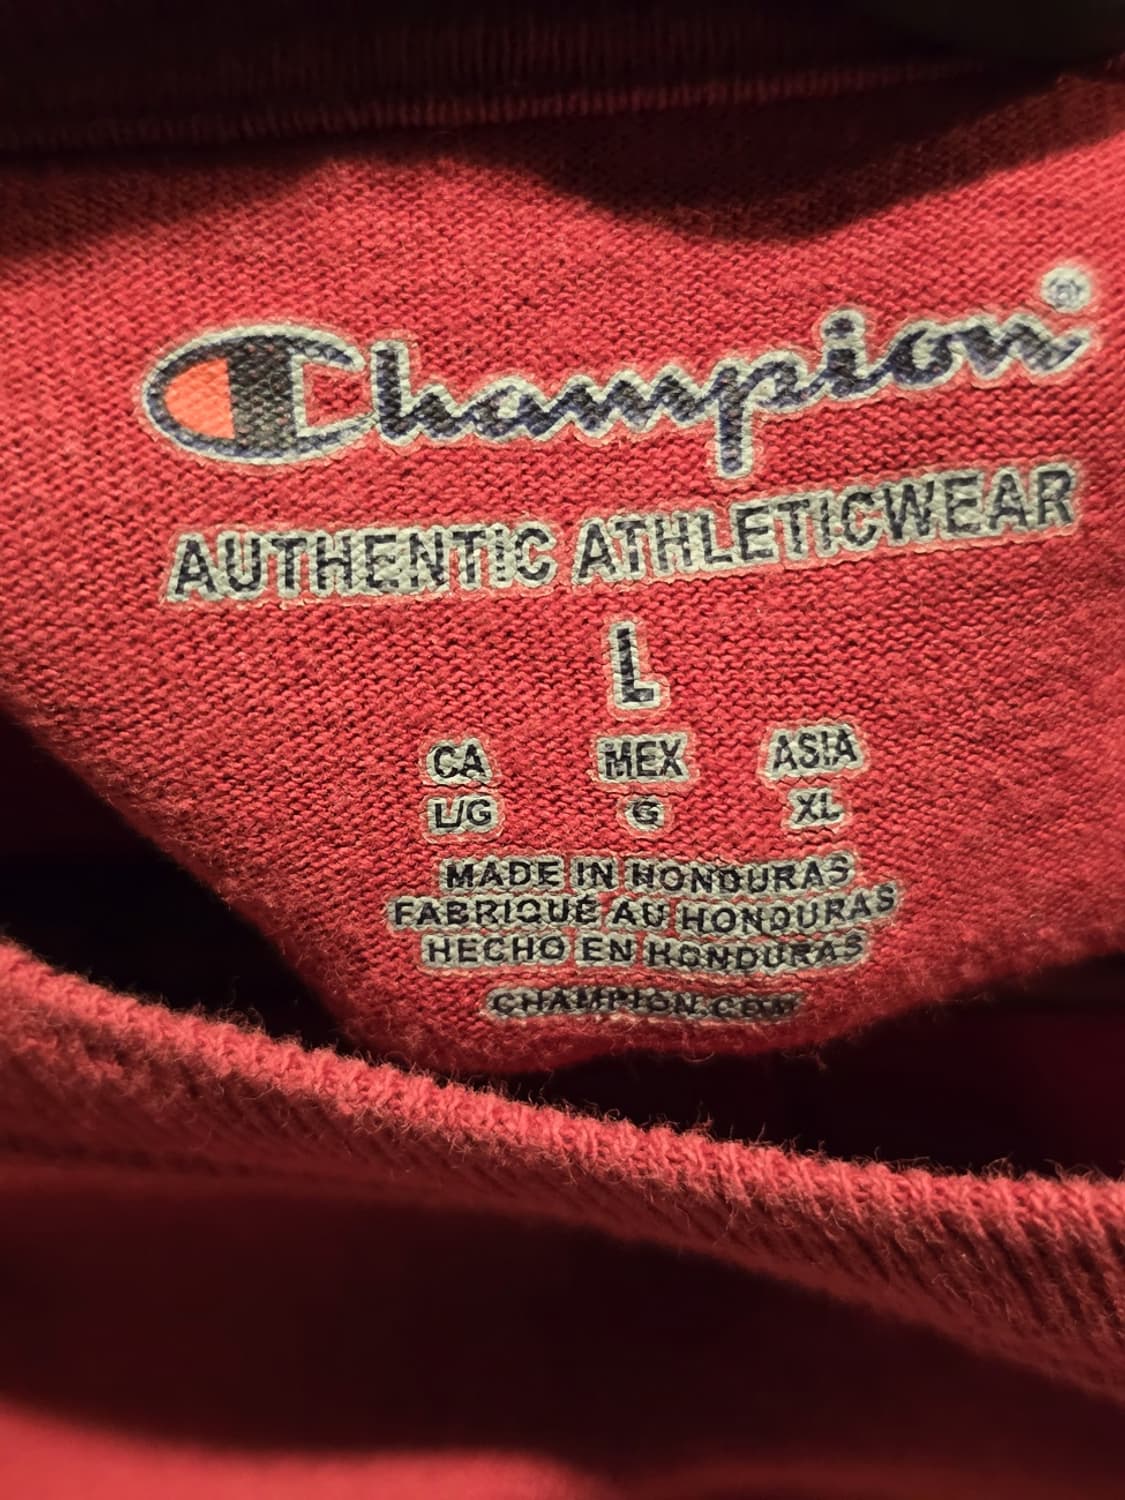 Champion®
AUTHENTIC ATHLETICWEAR
L
CA MEX ASIA
L/G G XL
MADE IN HONDURAS
FABRIQUÉ AU HONDURAS
HECHO EN HONDURAS
CHAMPION.COM